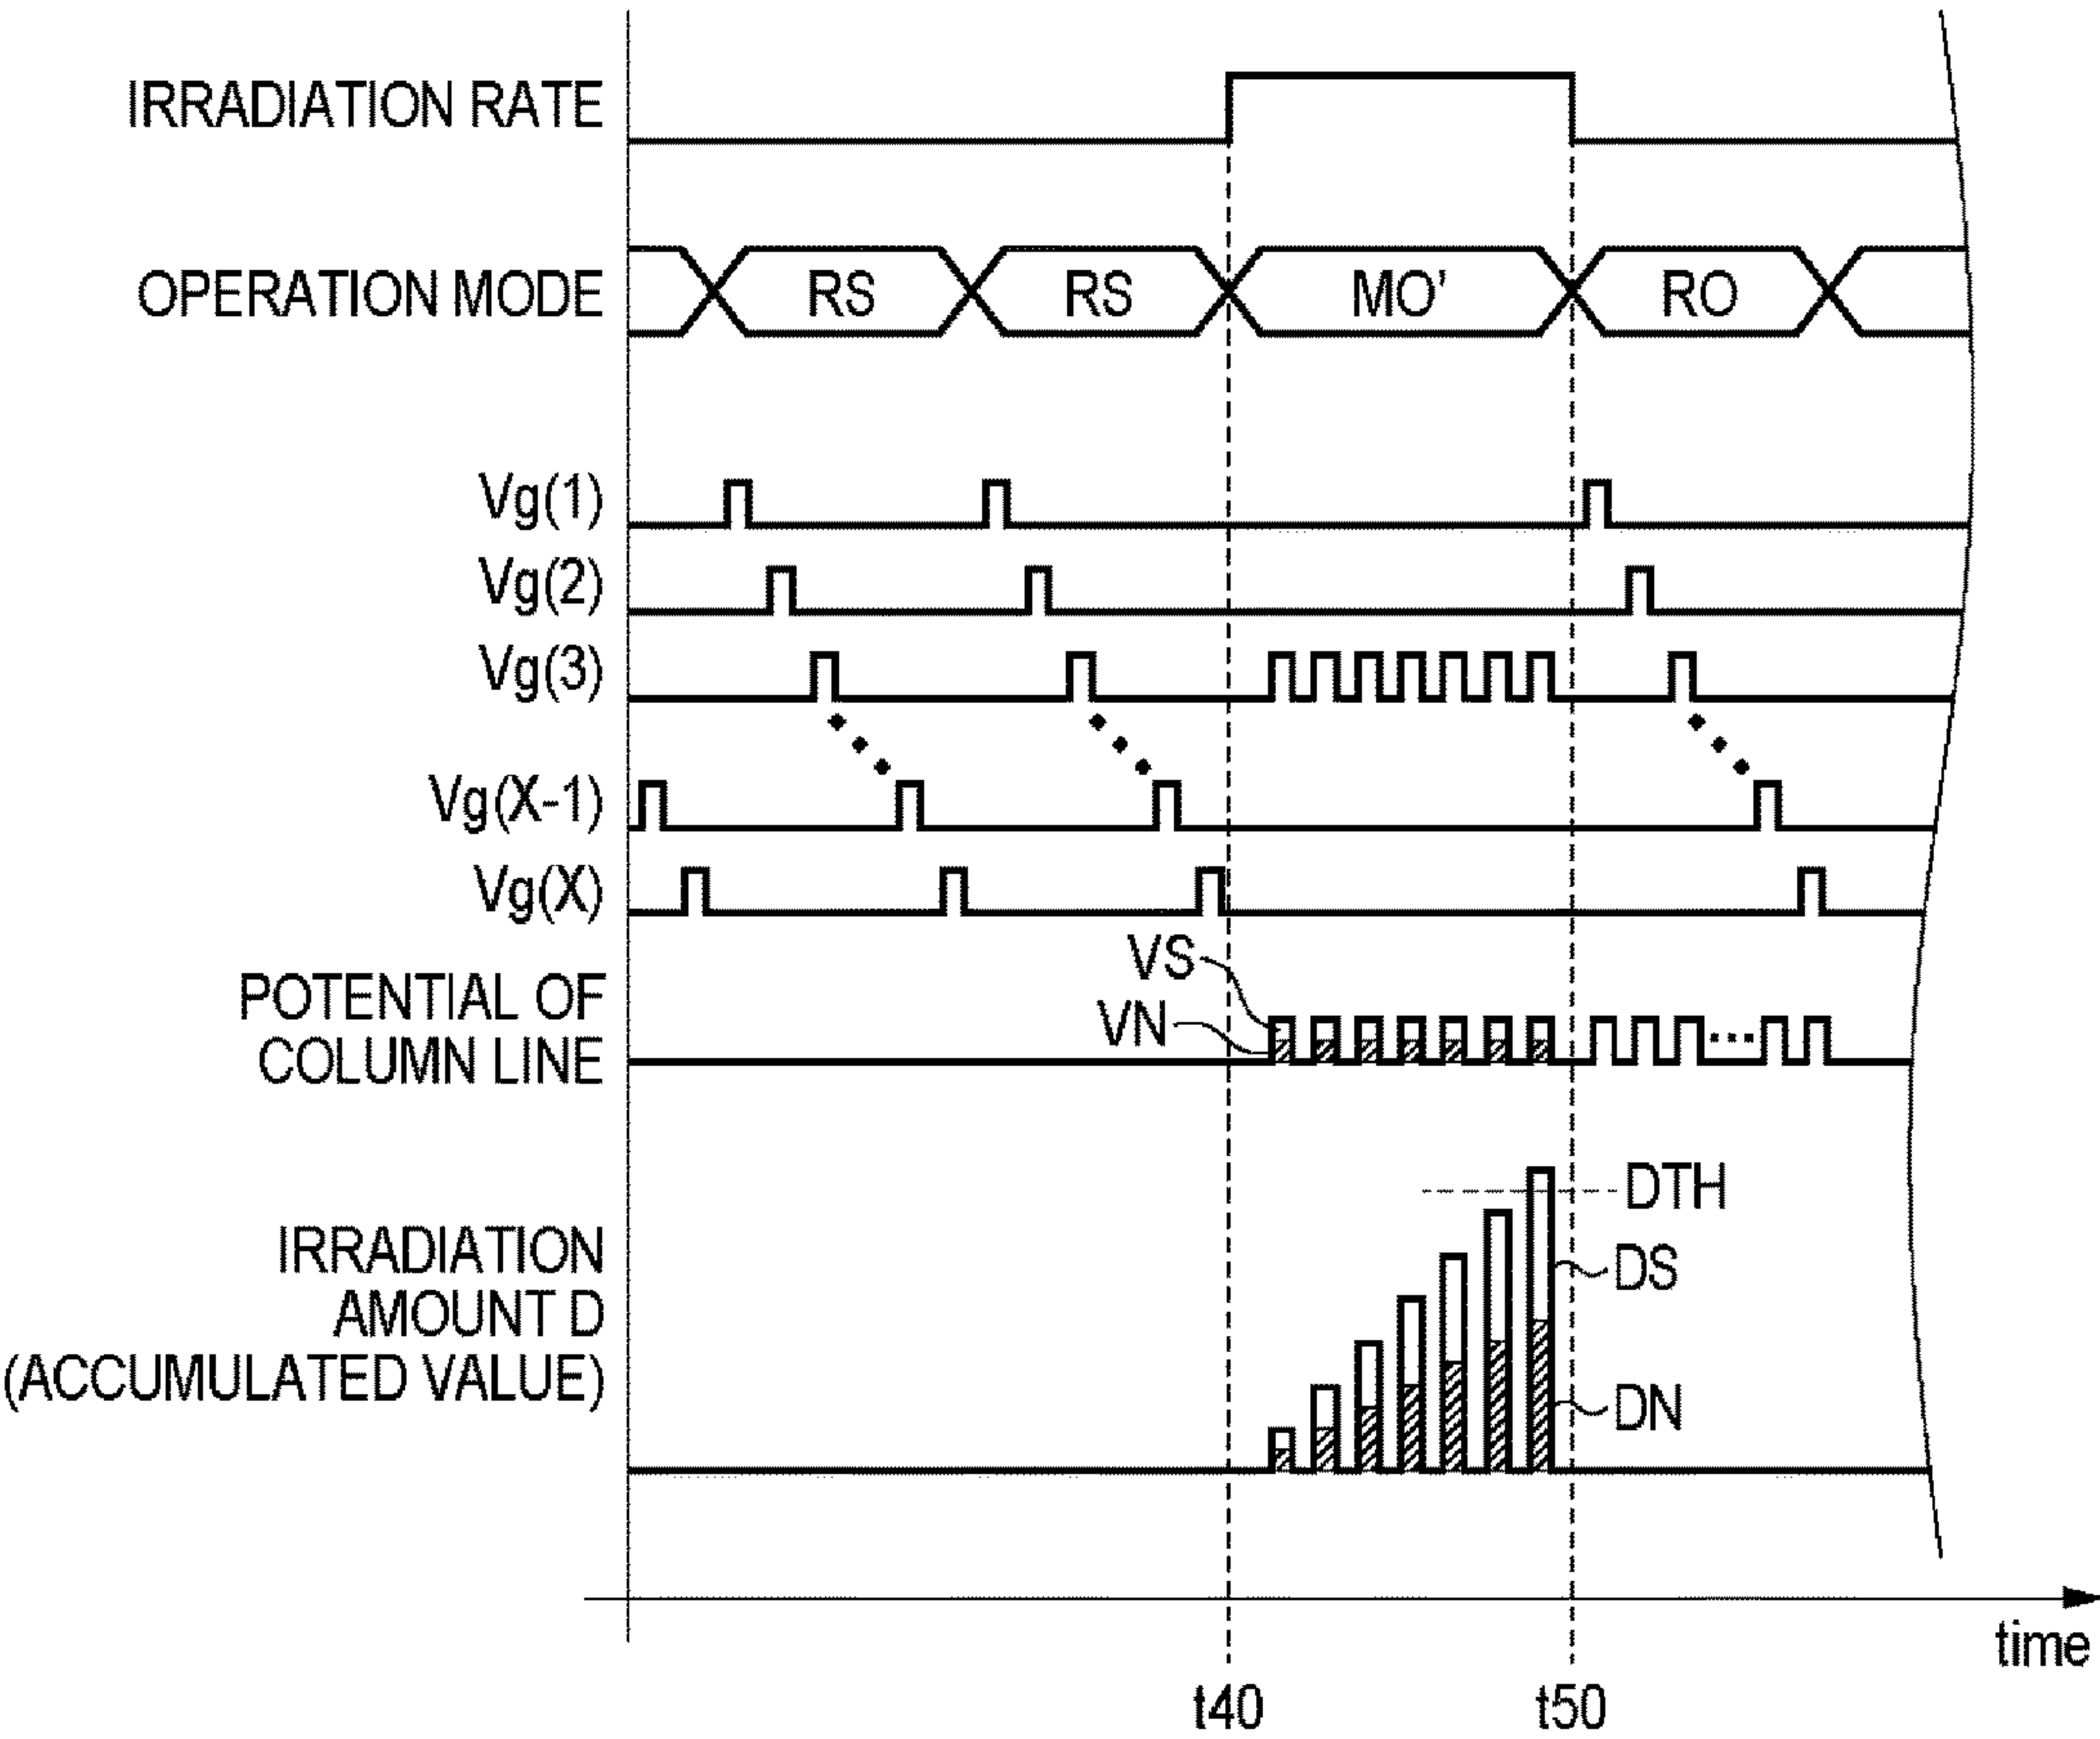 IRRADIATION RATE
OPERATION MODE
RS
RS
MO'
RO
Vg(1)
Vg(2)
Vg(3)
Vg(X-1)
Vg(X)
VS
VN
POTENTIAL OF
COLUMN LINE
DTH
DS
DN
IRRADIATION
AMOUNT D
(ACCUMULATED VALUE)
time
t40
t50